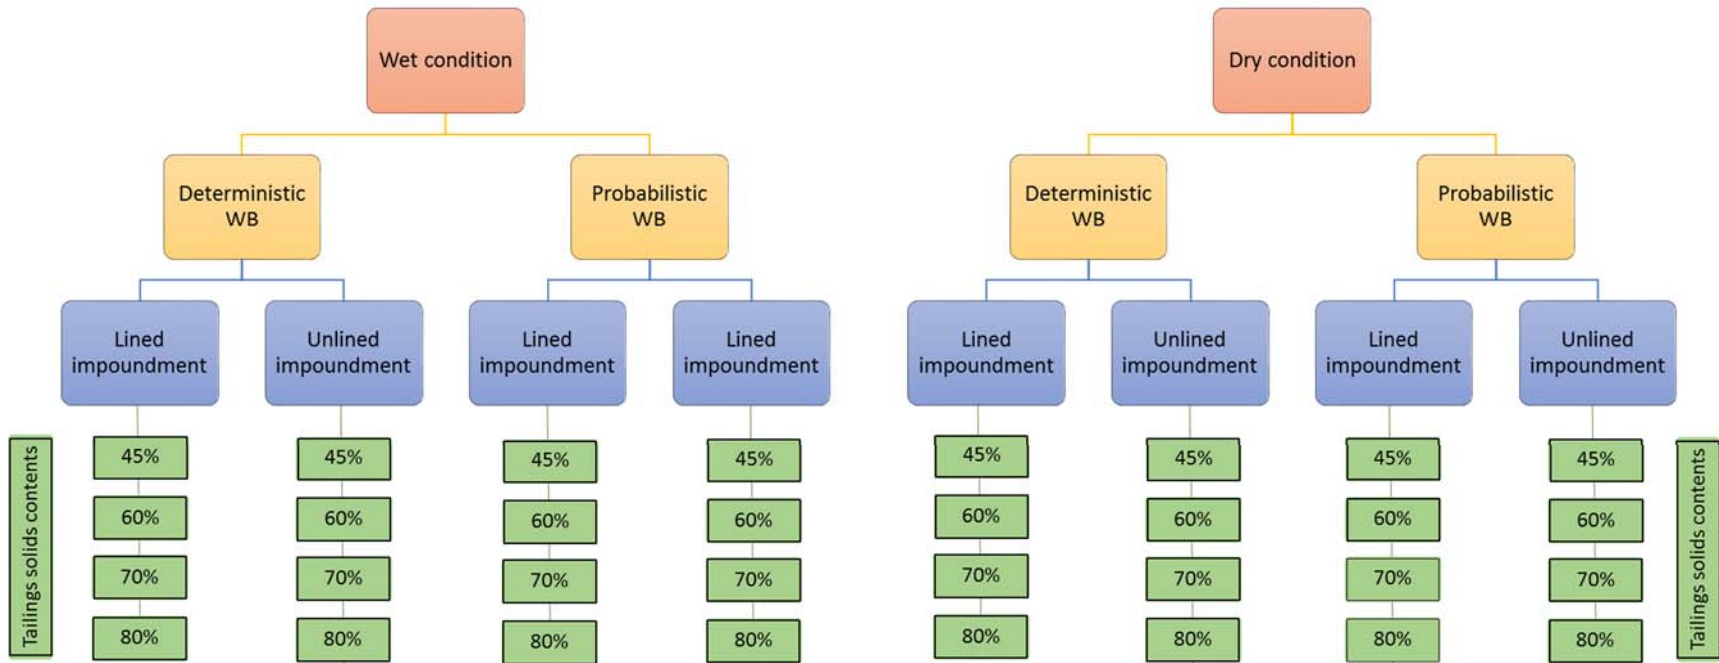 Wet condition
Dry condition
Deterministic
WB
Probabilistic
WB
Deterministic
WB
Probabilistic
WB
Lined
impoundment
Unlined
impoundment
Lined
impoundment
Lined
impoundment
Lined
impoundment
Unlined
impoundment
Lined
impoundment
Unlined
impoundment
Tailings solids contents
45%
45%
45%
45%
45%
45%
45%
45%
60%
60%
60%
60%
60%
60%
60%
60%
70%
70%
70%
70%
70%
70%
70%
70%
80%
80%
80%
80%
80%
80%
80%
80%
Tailings solids contents